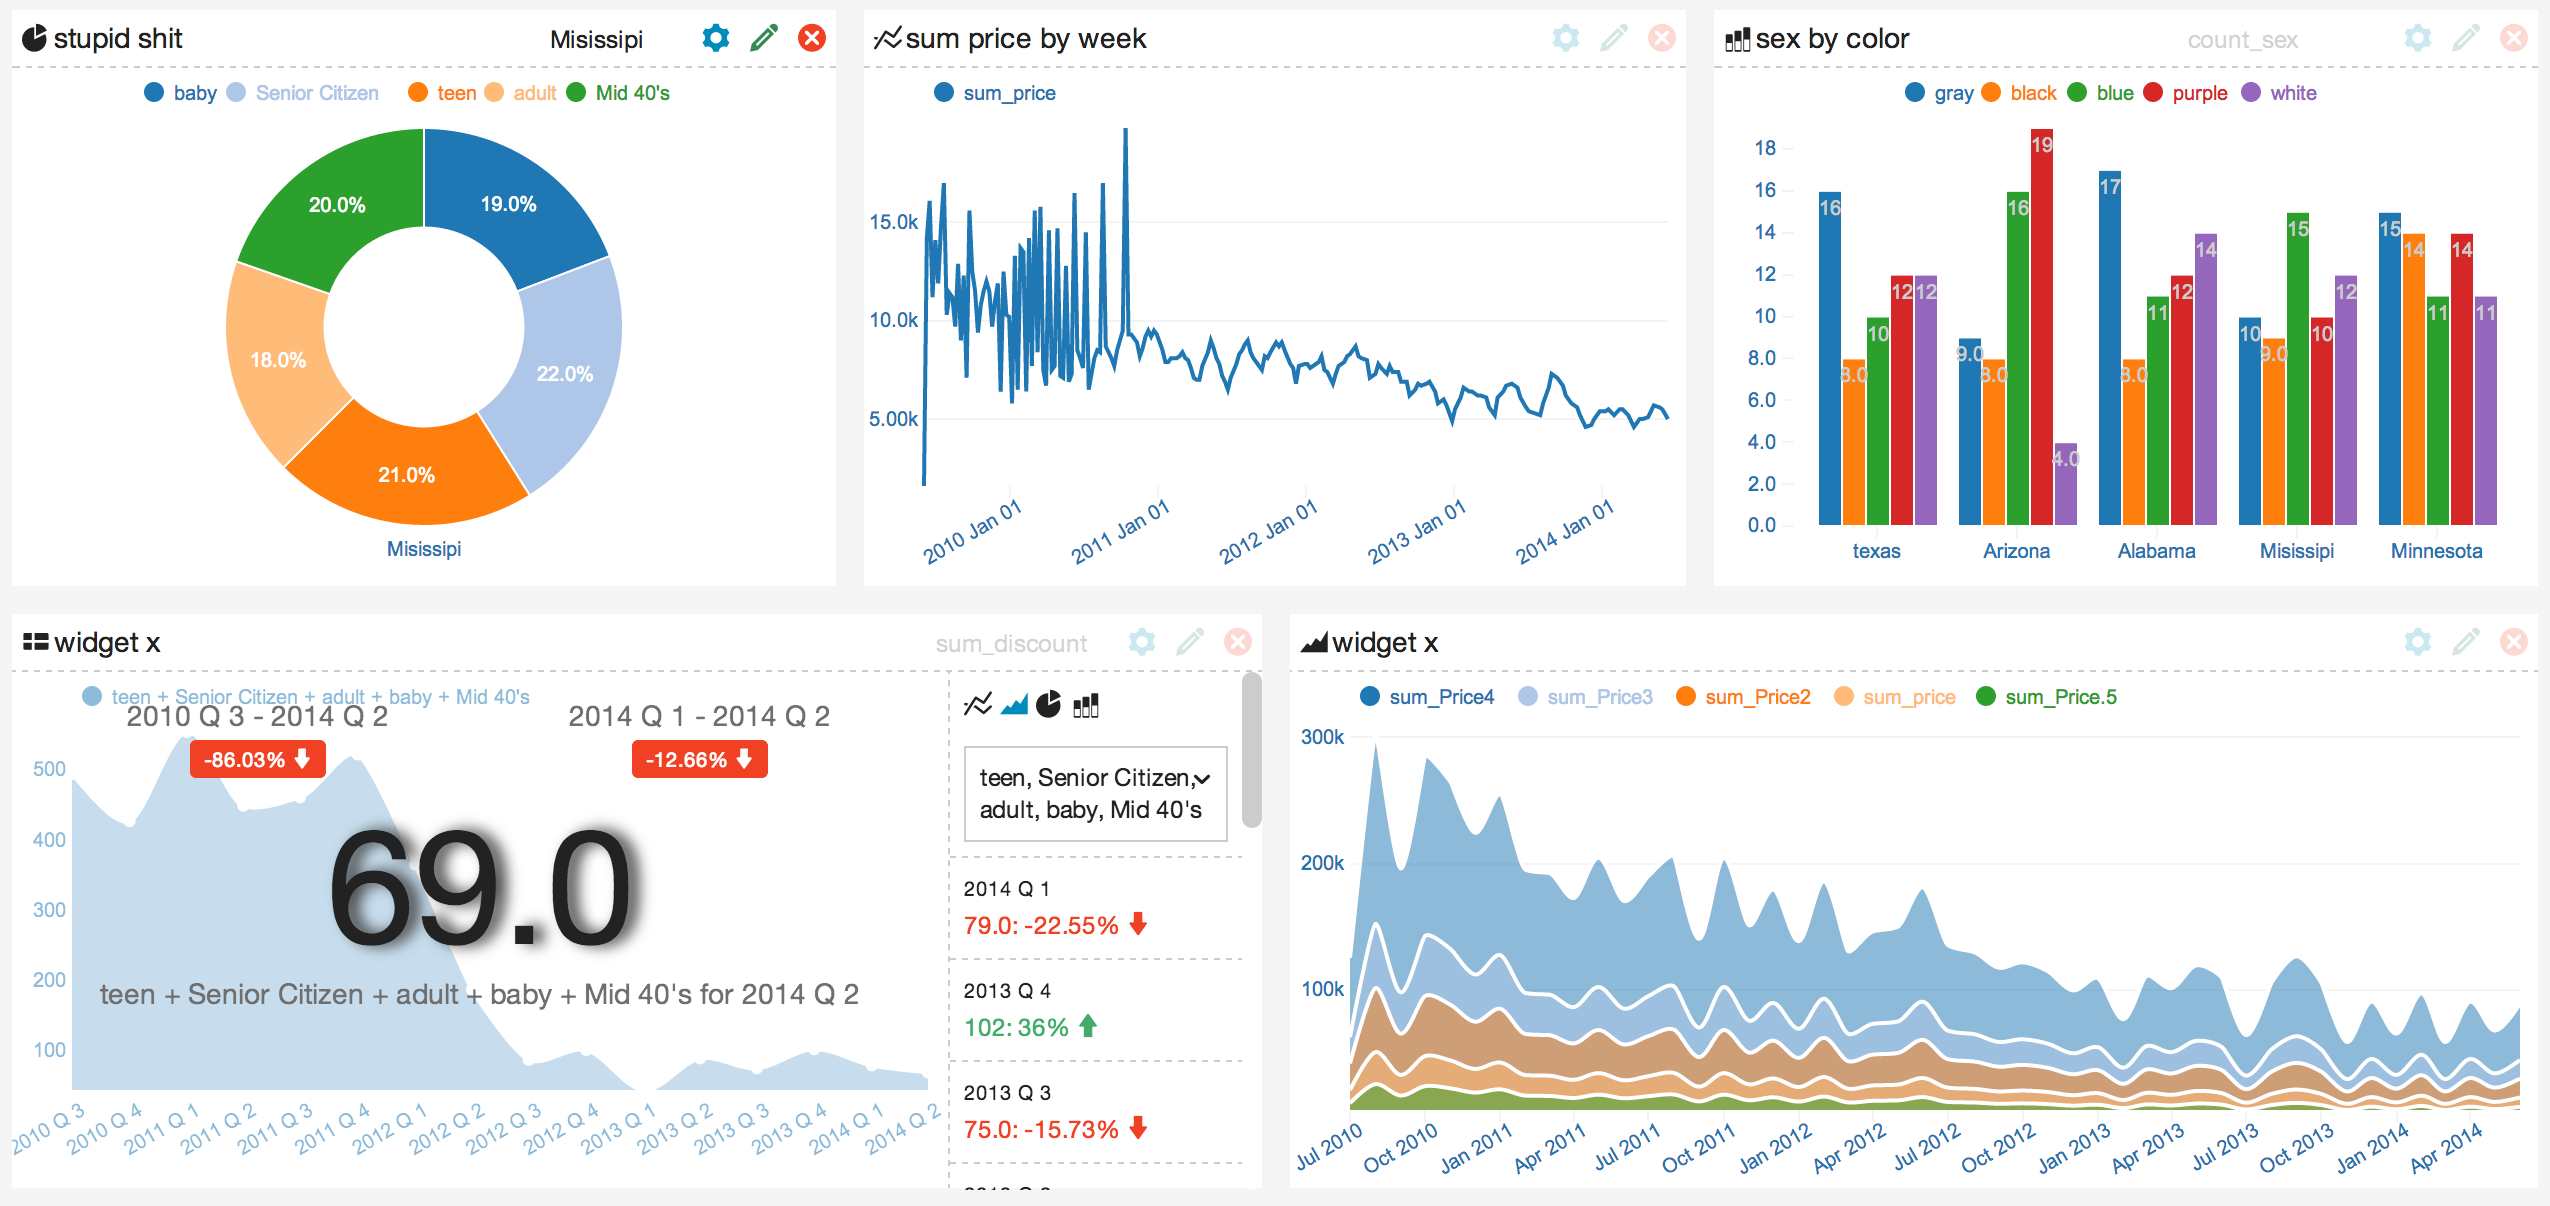 stupid shit
Misissipi
baby Senior Citizen teen adult Mid 40's
20.0%
19.0%
18.0%
22.0%
21.0%
Misissipi
sum price by week
sum_price
15.0k
10.0k
5.00k
2010 Jan 01 2011 Jan 01 2012 Jan 01 2013 Jan 01 2014 Jan 01
sex by color
count_sex
gray black blue purple white
18
16
14
12
10
8.0
6.0
4.0
2.0
0.0
16 8.0 10 12 12
9.0 8.0 16 19 4.0
17 8.0 11 12 14
10 9.0 15 10 12
15 14 11 14 11
texas Arizona Alabama Misissipi Minnesota
widget x
sum_discount
teen + Senior Citizen + adult + baby + Mid 40's
2010 Q 3 - 2014 Q 2
2014 Q 1 - 2014 Q 2
-86.03%
-12.66%
500
400
300
200
100
69.0
teen + Senior Citizen + adult + baby + Mid 40's for 2014 Q 2
2010 Q 3 2010 Q 4 2011 Q 1 2011 Q 2 2011 Q 3 2011 Q 4 2012 Q 1 2012 Q 2 2012 Q 3 2012 Q 4 2013 Q 1 2013 Q 2 2013 Q 3 2013 Q 4 2014 Q 1 2014 Q 2
teen, Senior Citizen,
adult, baby, Mid 40's
2014 Q 1
79.0: -22.55%
2013 Q 4
102: 36%
2013 Q 3
75.0: -15.73%
widget x
sum_Price4 sum_Price3 sum_Price2 sum_price sum_Price.5
300k
200k
100k
Jul 2010 Oct 2010 Jan 2011 Apr 2011 Jul 2011 Oct 2011 Jan 2012 Apr 2012 Jul 2012 Oct 2012 Jan 2013 Apr 2013 Jul 2013 Oct 2013 Jan 2014 Apr 2014